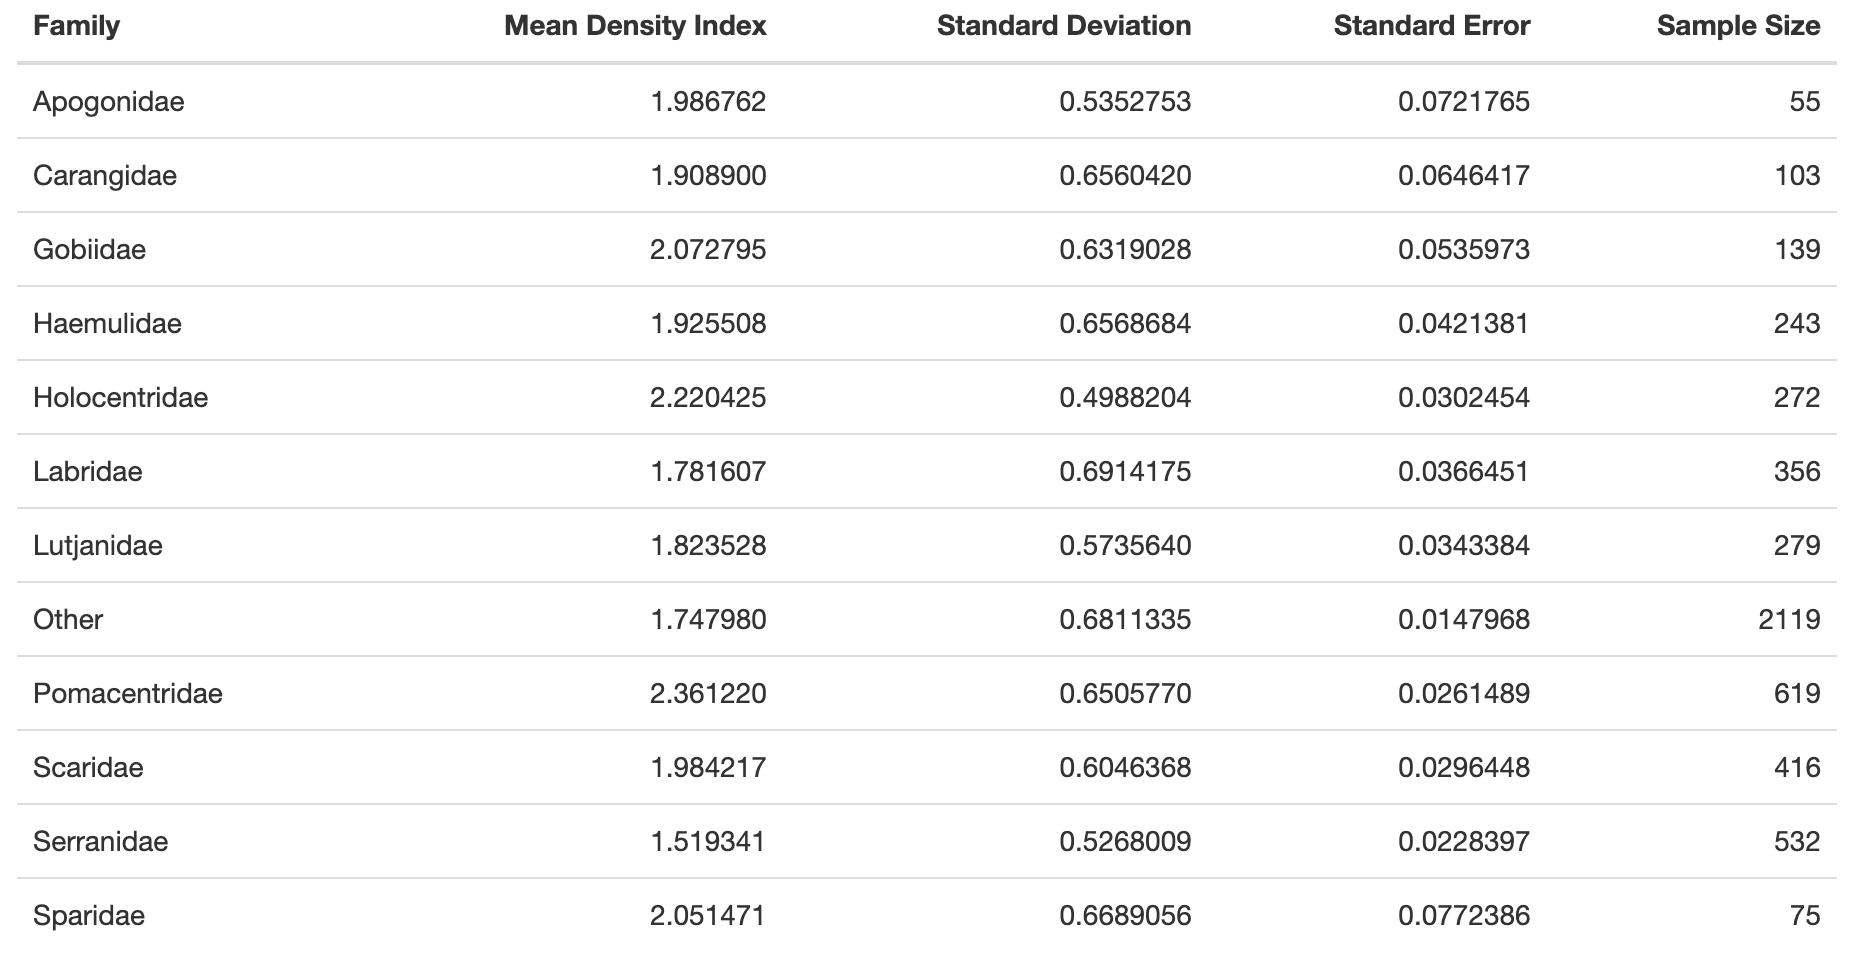 Family Mean Density Index Standard Deviation Standard Error Sample Size
Apogonidae 1.986762 0.5352753 0.0721765 55
Carangidae 1.908900 0.6560420 0.0646417 103
Gobiidae 2.072795 0.6319028 0.0535973 139
Haemulidae 1.925508 0.6568684 0.0421381 243
Holocentridae 2.220425 0.4988204 0.0302454 272
Labridae 1.781607 0.6914175 0.0366451 356
Lutjanidae 1.823528 0.5735640 0.0343384 279
Other 1.747980 0.6811335 0.0147968 2119
Pomacentridae 2.361220 0.6505770 0.0261489 619
Scaridae 1.984217 0.6046368 0.0296448 416
Serranidae 1.519341 0.5268009 0.0228397 532
Sparidae 2.051471 0.6689056 0.0772386 75